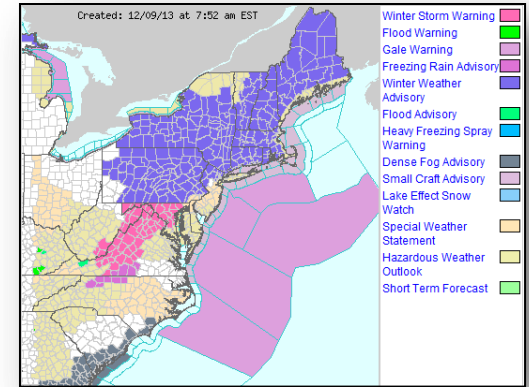 Created: 12/09/13 at 7:52 am EST
Winter Storm Warning
Flood Warning
Gale Warning
Freezing Rain Advisory
Winter Weather
Advisory
Flood Advisory
Heavy Freezing Spray
Warning
Dense Fog Advisory
Small Craft Advisory
Lake Effect Snow
Watch
Special Weather
Statement
Hazardous Weather
Outlook
Short Term Forecast